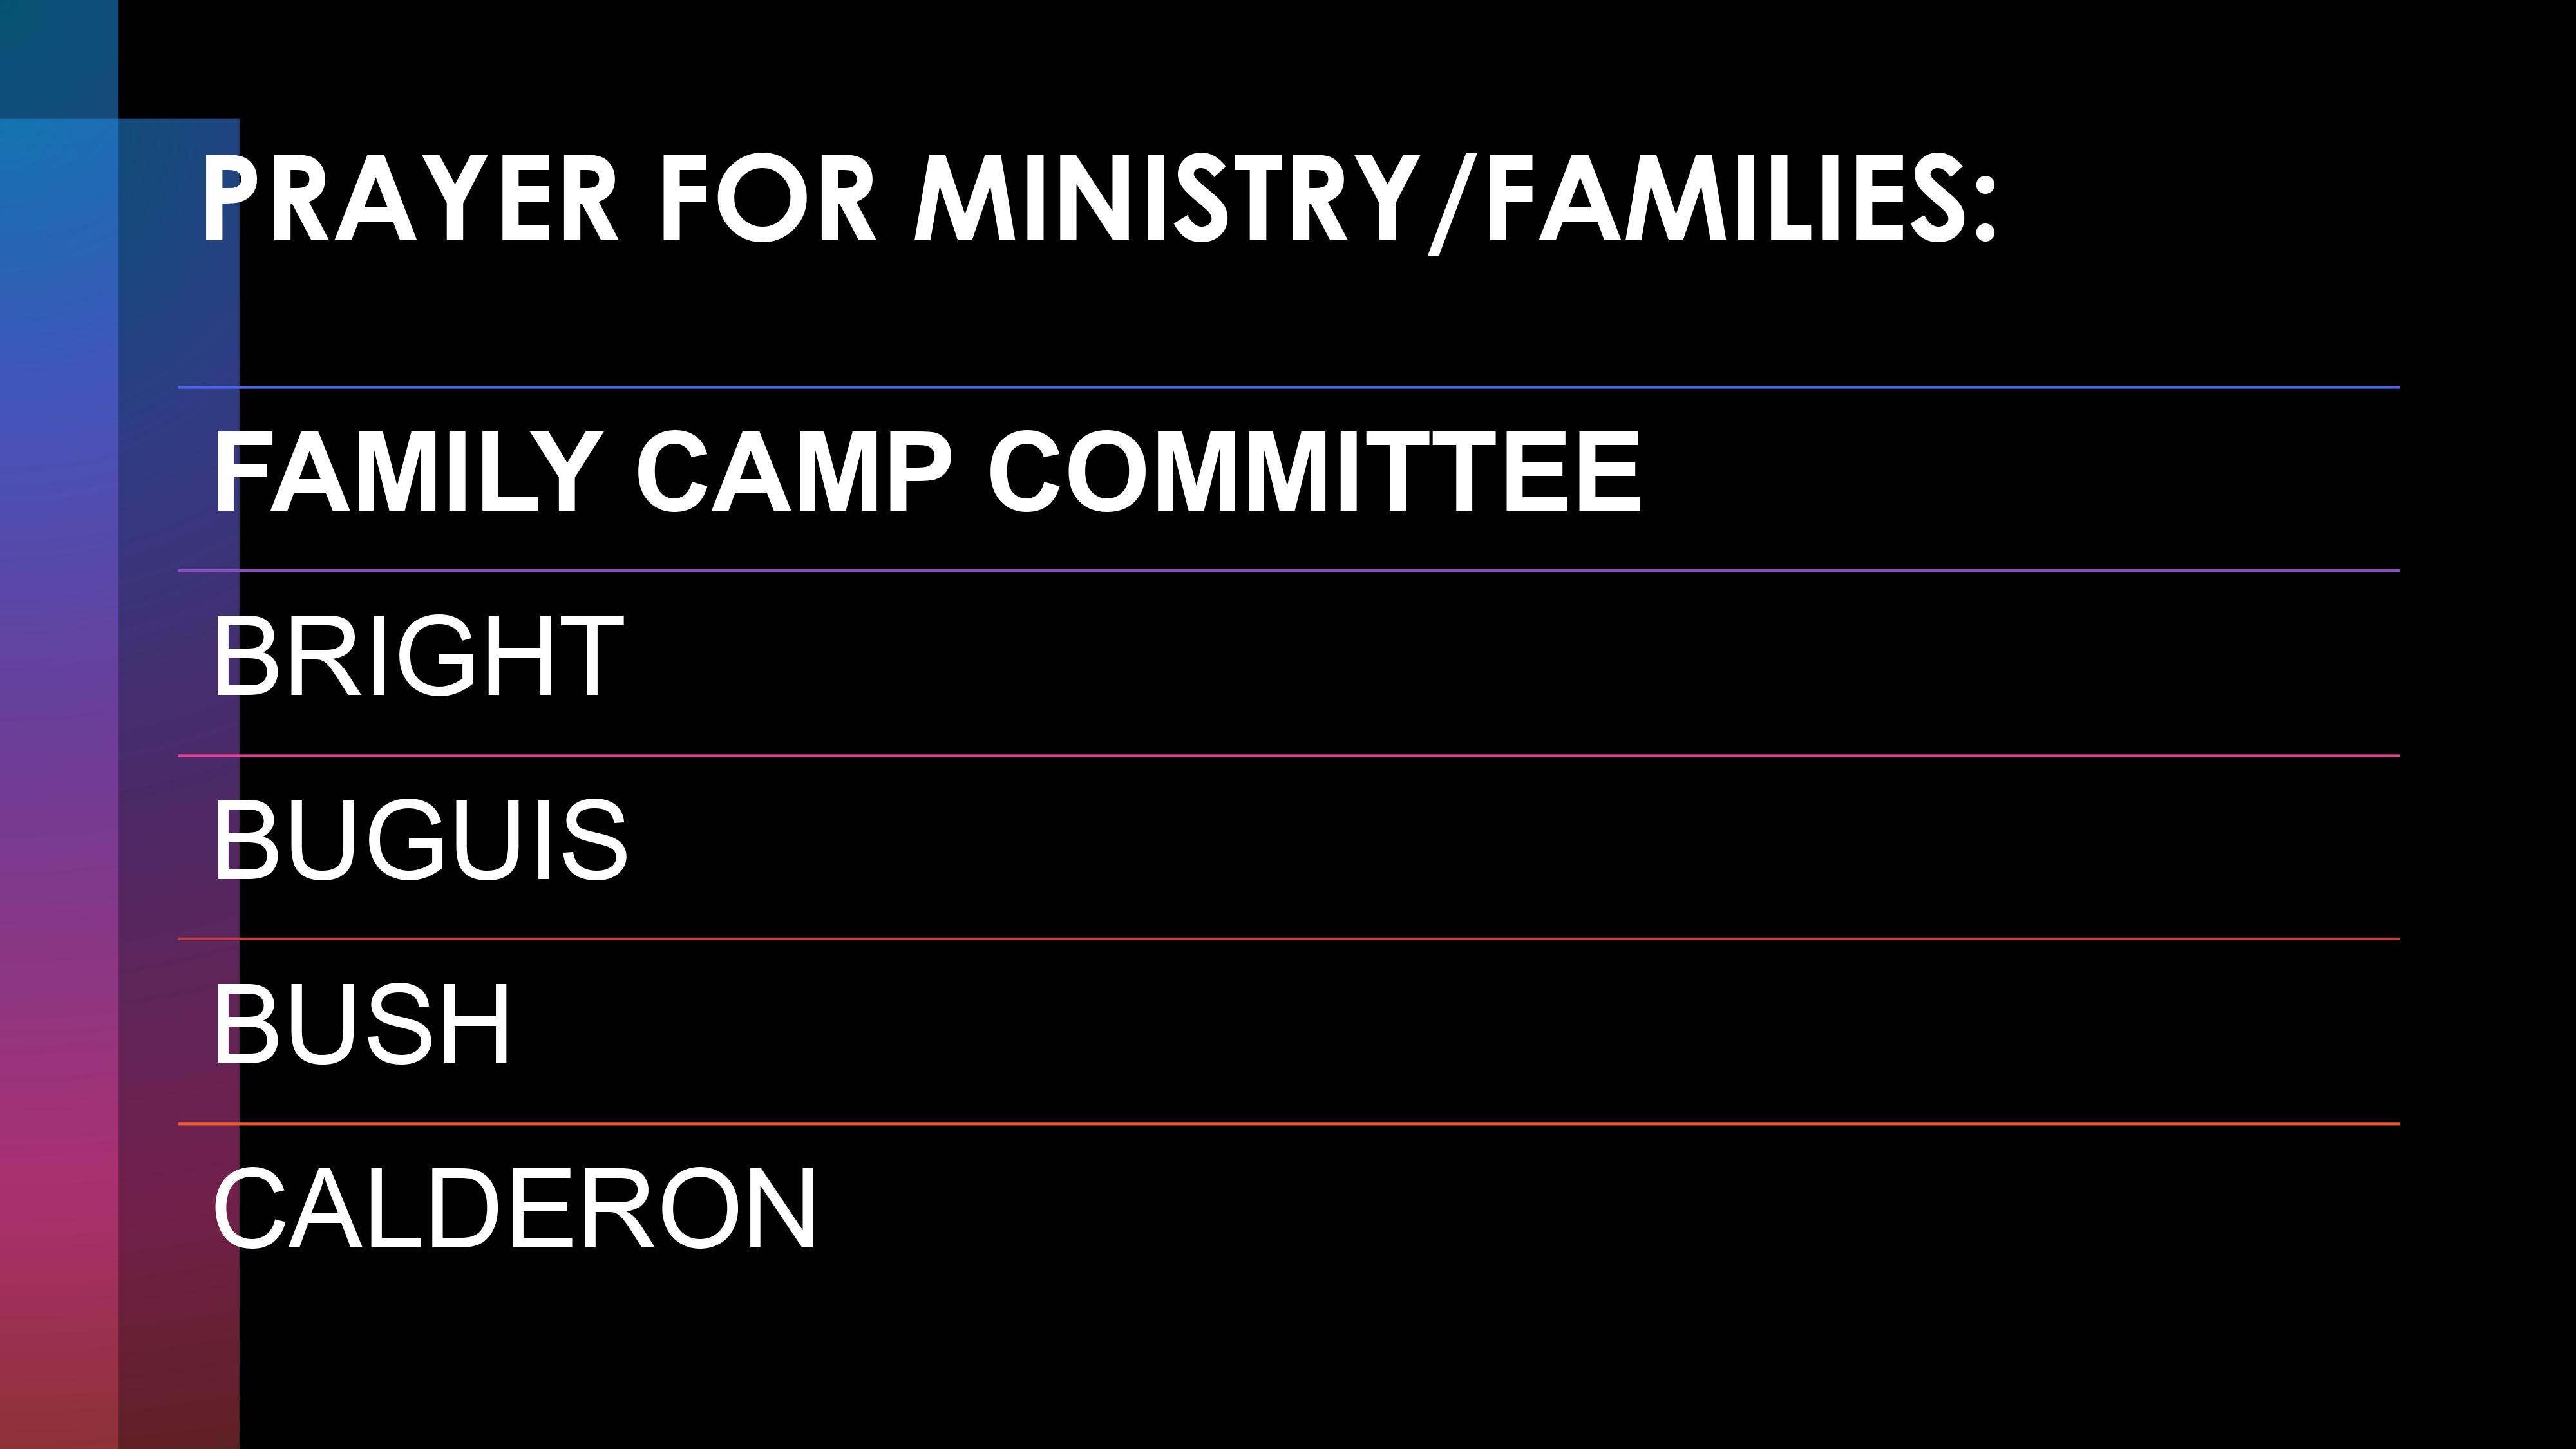 PRAYER FOR MINISTRY/FAMILIES:
FAMILY CAMP COMMITTEE
BRIGHT
BUGUIS
BUSH
CALDERON